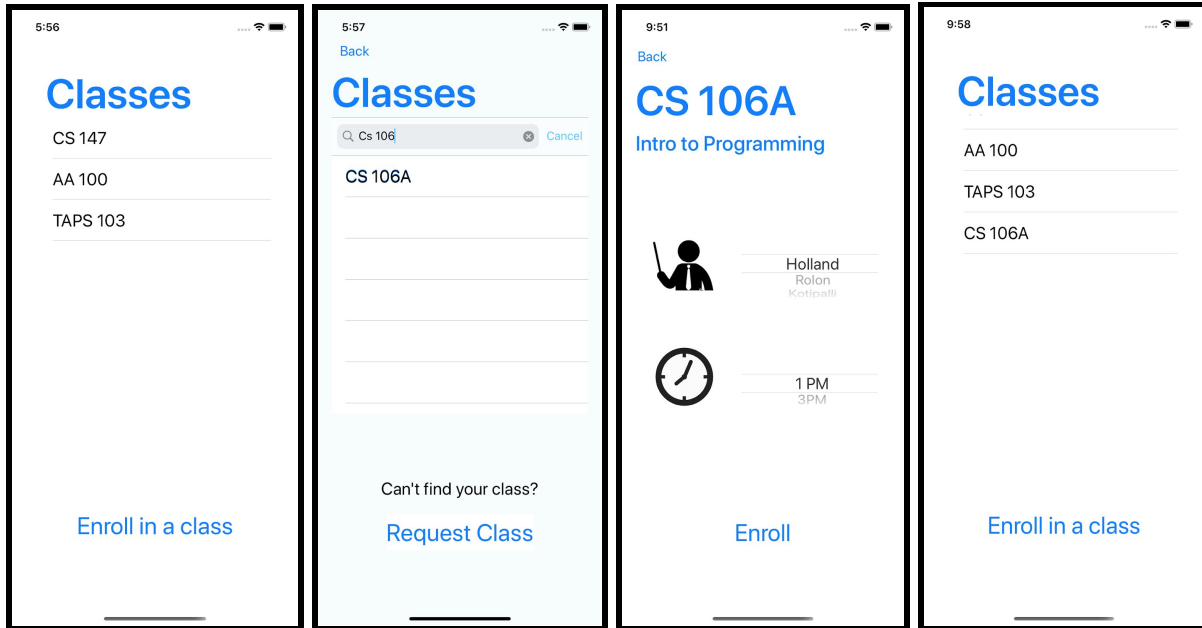 5:56
Classes
CS 147
AA 100
TAPS 103
Enroll in a class
5:57
Back
Classes
Cs 106
Cancel
CS 106A
Can't find your class?
Request Class
9:51
Back
CS 106A
Intro to Programming
Holland
Rolon
Kotipalli
1 PM
3PM
Enroll
9:58
Classes
AA 100
TAPS 103
CS 106A
Enroll in a class